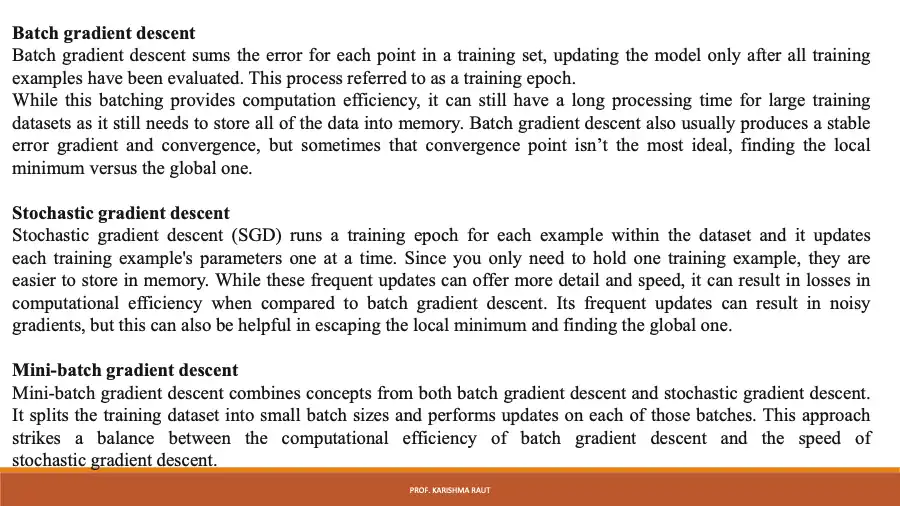 Batch gradient descent
Batch gradient descent sums the error for each point in a training set, updating the model only after all training
examples have been evaluated. This process referred to as a training epoch.
While this batching provides computation efficiency, it can still have a long processing time for large training
datasets as it still needs to store all of the data into memory. Batch gradient descent also usually produces a stable
error gradient and convergence, but sometimes that convergence point isn’t the most ideal, finding the local
minimum versus the global one.
Stochastic gradient descent
Stochastic gradient descent (SGD) runs a training epoch for each example within the dataset and it updates
each training example's parameters one at a time. Since you only need to hold one training example, they are
easier to store in memory. While these frequent updates can offer more detail and speed, it can result in losses in
computational efficiency when compared to batch gradient descent. Its frequent updates can result in noisy
gradients, but this can also be helpful in escaping the local minimum and finding the global one.
Mini-batch gradient descent
Mini-batch gradient descent combines concepts from both batch gradient descent and stochastic gradient descent.
It splits the training dataset into small batch sizes and performs updates on each of those batches. This approach
strikes a balance between the computational efficiency of batch gradient descent and the speed of
stochastic gradient descent.
PROF. KARISHMA RAUT